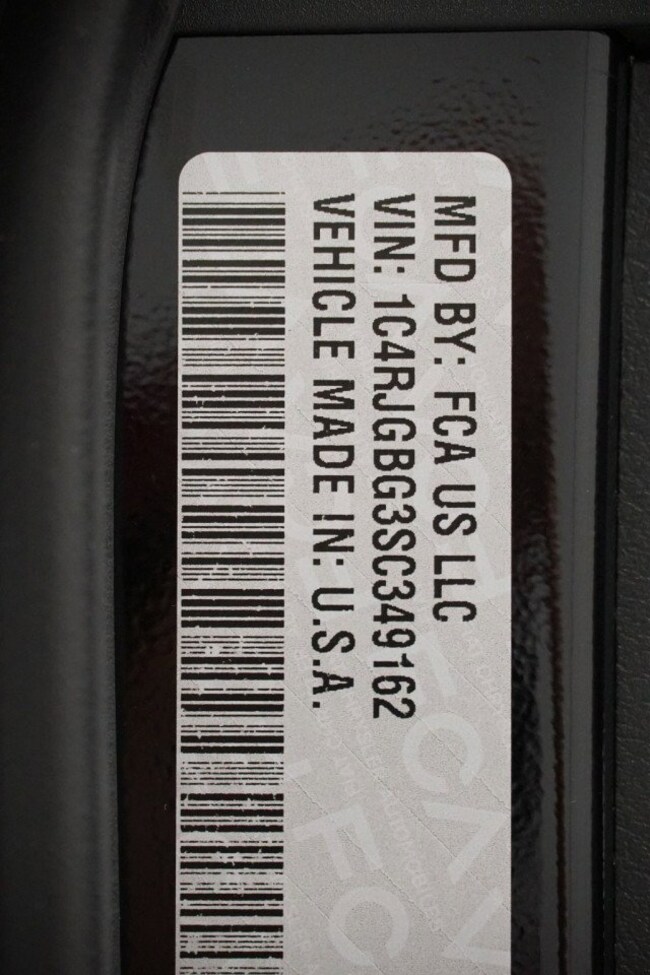 MFD BY: FCA US LLC
VIN: 1C4RJGBG3SC349162
VEHICLE MADE IN: U.S.A.